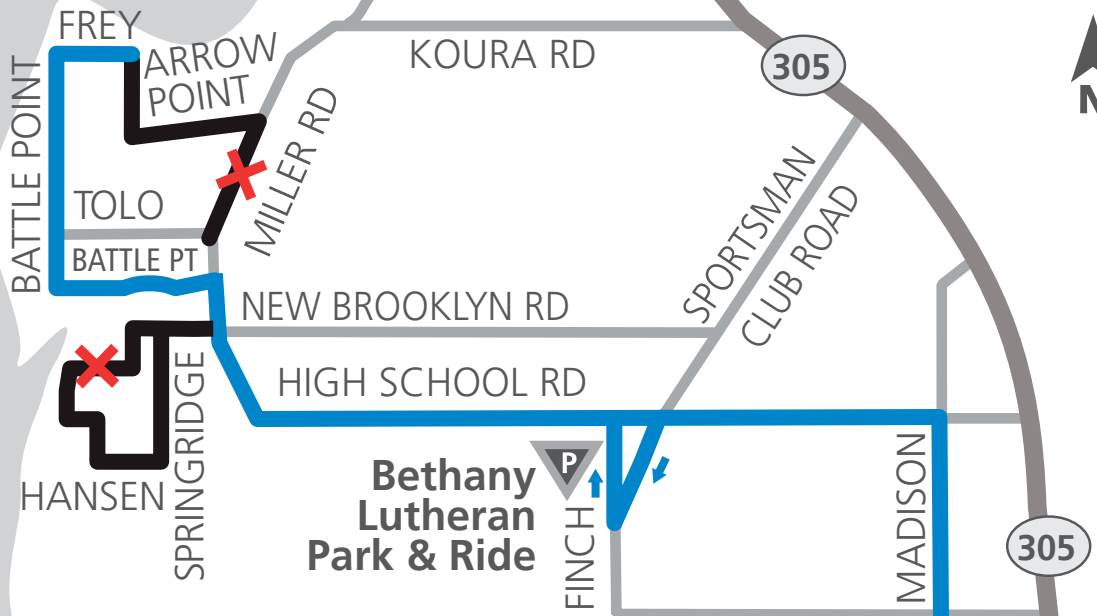 FREY
ARROW
POINT
KOURA RD
305
N
BATTLE POINT
MILLER RD
TOLO
BATTLE PT
SPORTSMAN
CLUB ROAD
NEW BROOKLYN RD
HIGH SCHOOL RD
SPRINGRIDGE
HANSEN
P
Bethany
Lutheran
Park & Ride
FINCH
MADISON
305